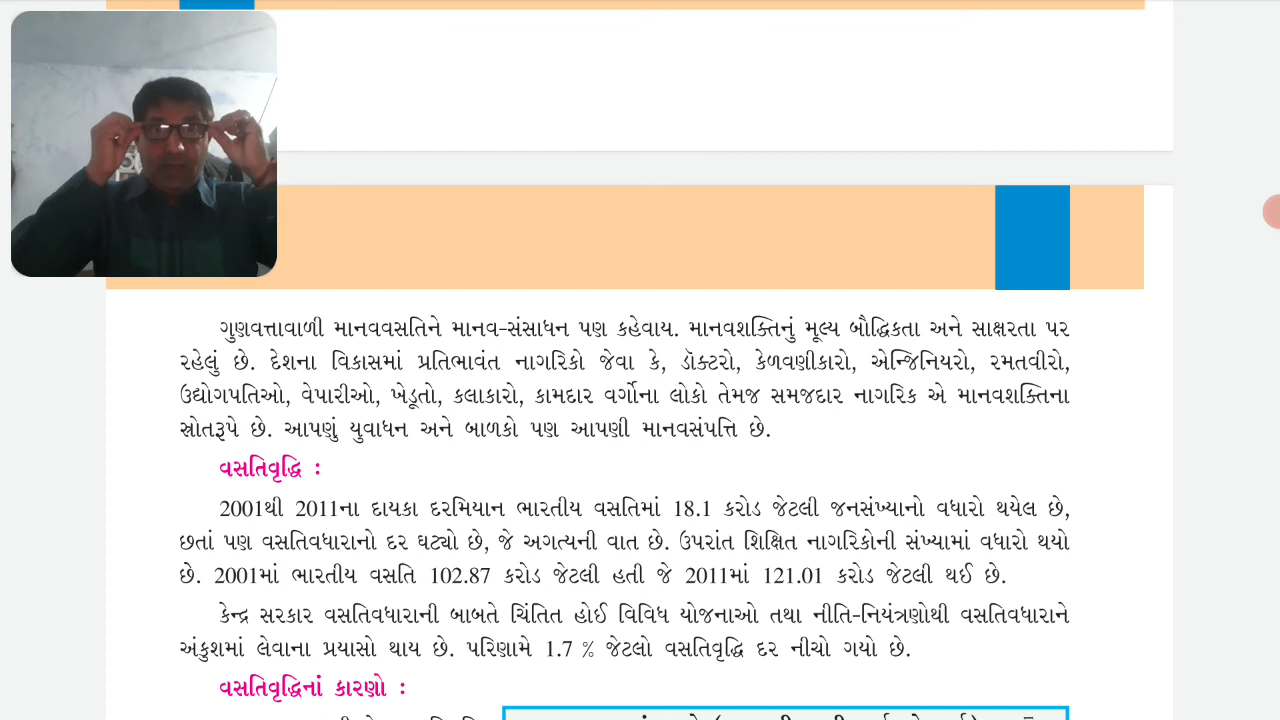 ગુણવત્તાવાળી માનવવસતિને માનવ-સંસાધન પણ કહેવાય. માનવશક્તિનું મૂલ્ય બૌદ્ધિકતા અને સાક્ષરતા પર
રહેલું છે. દેશના વિકાસમાં પ્રતિભાવંત નાગરિકો જેવા કે, ડૉક્ટરો, કેળવણીકારો, એન્જિનિયરો, રમતવીરો,
ઉદ્યોગપતિઓ, વેપારીઓ, ખેડૂતો, કલાકારો, કામદાર વર્ગોના લોકો તેમજ સમજદાર નાગરિક એ માનવશક્તિના
સ્રોતરૂપે છે. આપણું યુવાધન અને બાળકો પણ આપણી માનવસંપત્તિ છે.
વસતિવૃદ્ધિ :
2001થી 2011ના દાયકા દરમિયાન ભારતીય વસતિમાં 18.1 કરોડ જેટલી જનસંખ્યાનો વધારો થયેલ છે,
છતાં પણ વસતિવધારાનો દર ઘટ્યો છે, જે અગત્યની વાત છે. ઉપરાંત શિક્ષિત નાગરિકોની સંખ્યામાં વધારો થયો
છે. 2001માં ભારતીય વસતિ 102.87 કરોડ જેટલી હતી જે 2011માં 121.01 કરોડ જેટલી થઈ છે.
કેન્દ્ર સરકાર વસતિવધારાની બાબતે ચિંતિત હોઈ વિવિધ યોજનાઓ તથા નીતિ-નિયંત્રણોથી વસતિવધારાને
અંકુશમાં લેવાના પ્રયાસો થાય છે. પરિણામે 1.7 % જેટલો વસતિવૃદ્ધિ દર નીચો ગયો છે.
વસતિવૃદ્ધિનાં કારણો :